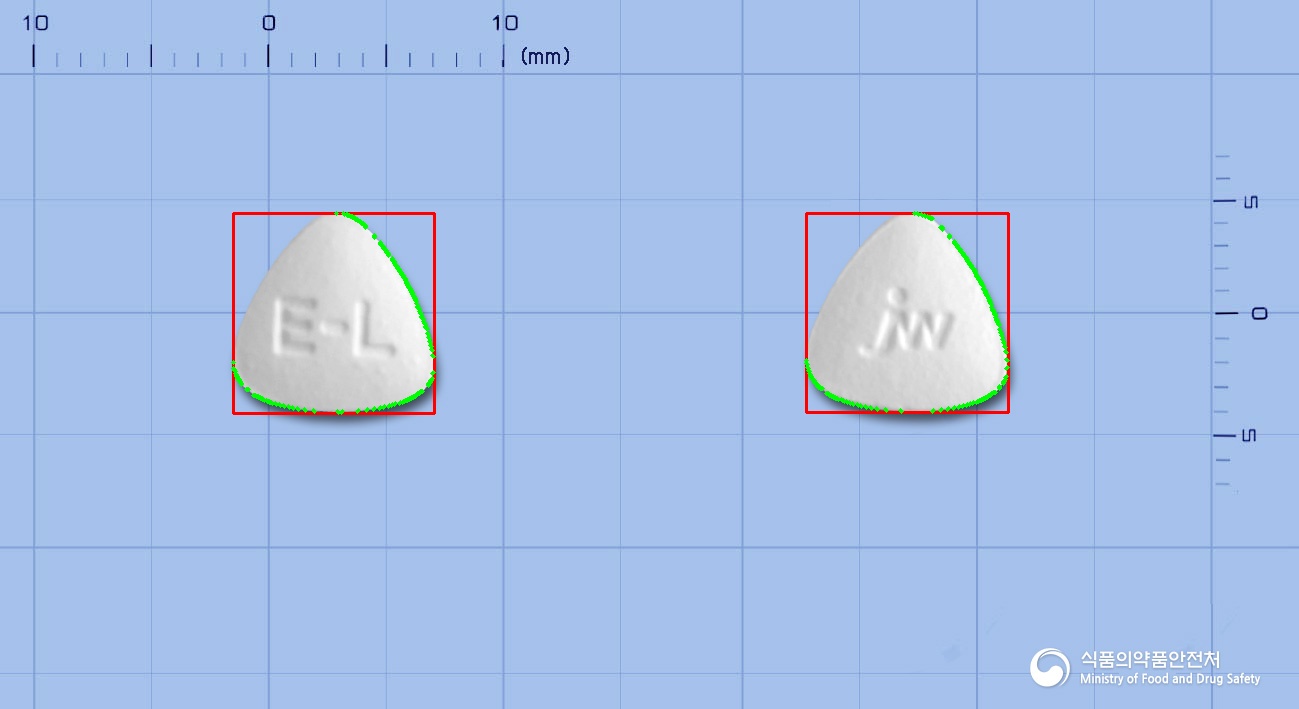 10 0 10
(mm)
5
0
5
E-L
jw
식품의약품안전처
Ministry of Food and Drug Safety